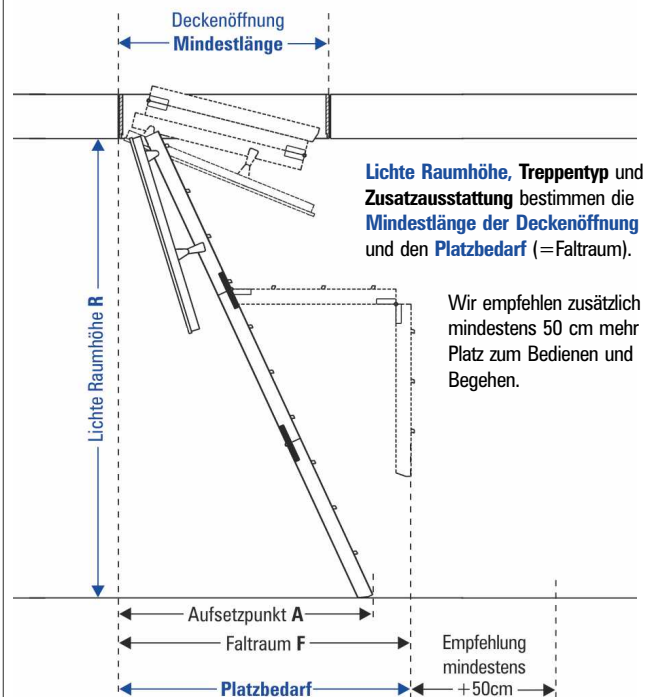 Deckenöffnung
Mindestlänge
Lichte Raumhöhe, Treppentyp und
Zusatzausstattung bestimmen die
Mindestlänge der Deckenöffnung
und den Platzbedarf (=Faltraum).
Wir empfehlen zusätzlich
mindestens 50 cm mehr
Platz zum Bedienen und
Begehen.
Lichte Raumhöhe R
Aufsetzpunkt A
Faltraum F
Platzbedarf
Empfehlung
mindestens
+50cm